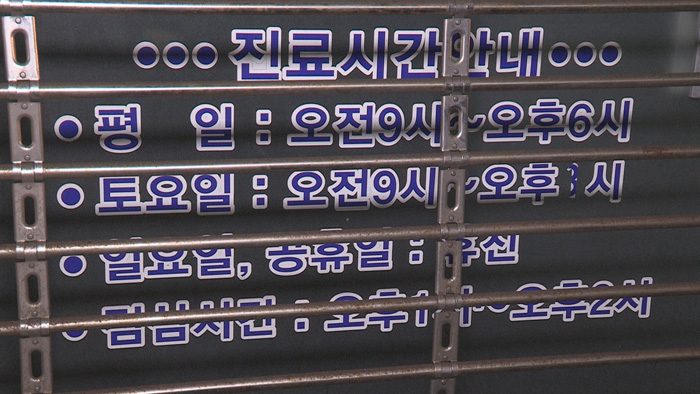 ●●● 진료시간안내 ●●●
● 평 일 : 오전9시~오후6시
● 토요일 : 오전9시~오후 시
● 일요일, 공휴일 : 휴진
● 점심시간 : 오후1시~오후2시